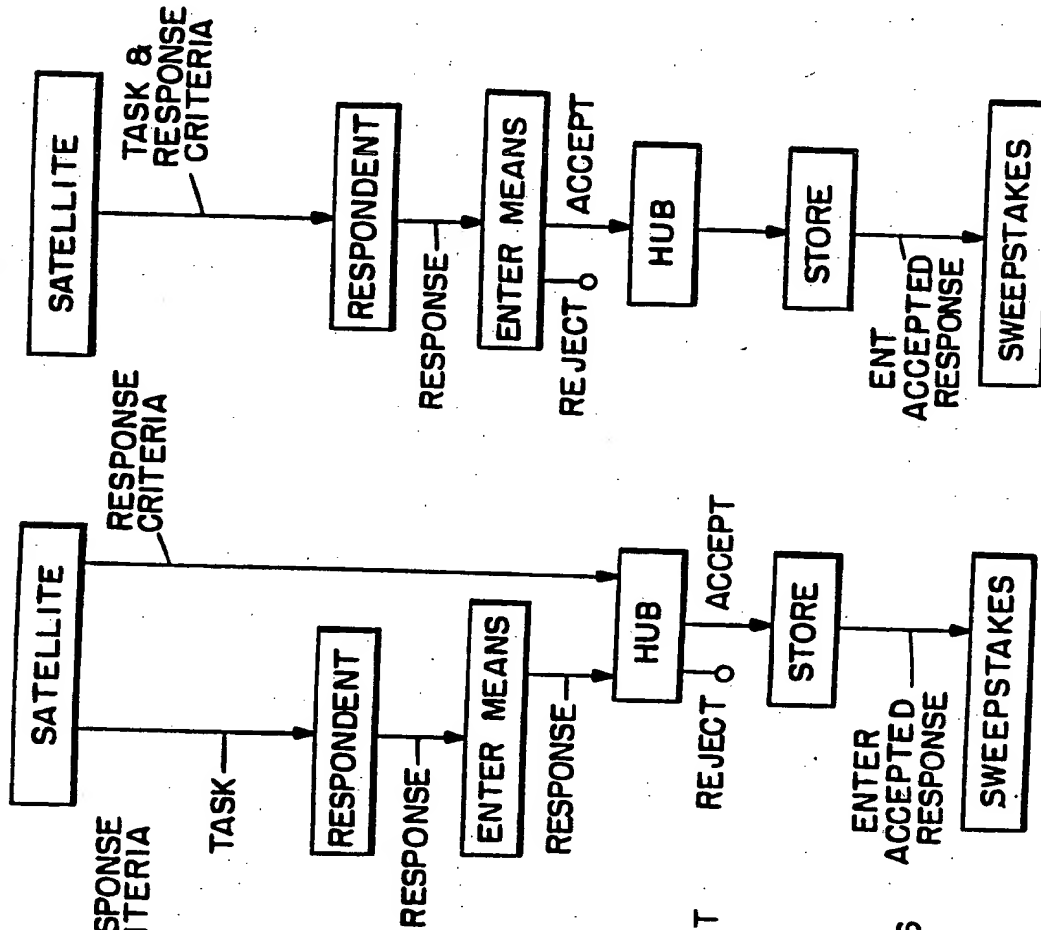 SPONSE
ITERIA
T
S
SATELLITE
RESPONSE
CRITERIA
TASK
RESPONDENT
RESPONSE
ENTER MEANS
RESPONSE
HUB
REJECT
ACCEPT
STORE
ENTER
ACCEPTED
RESPONSE
SWEEPSTAKES
SATELLITE
TASK &
RESPONSE
CRITERIA
RESPONDENT
RESPONSE
ENTER MEANS
REJECT
ACCEPT
HUB
STORE
ENT
ACCEPTED
RESPONSE
SWEEPSTAKES